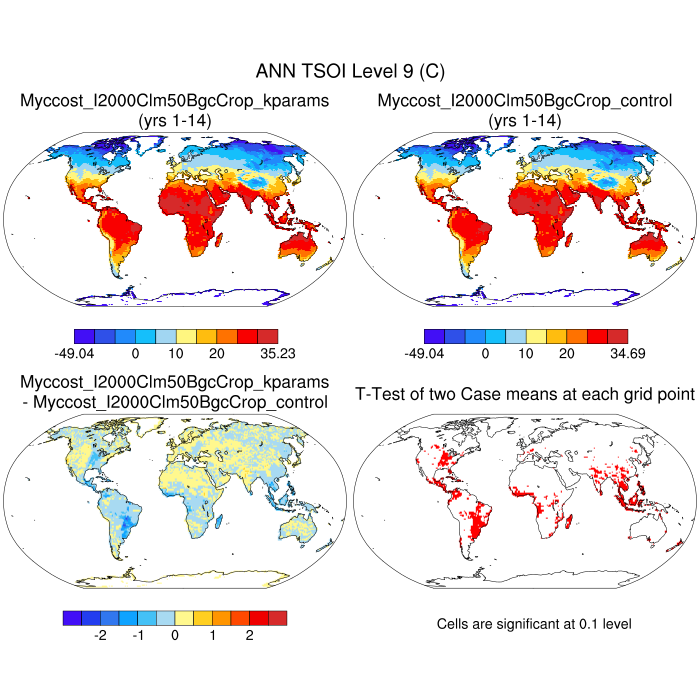 ANN TSOI Level 9 (C)
Myccost_I2000Clm50BgcCrop_kparams
(yrs 1-14)
Myccost_I2000Clm50BgcCrop_control
(yrs 1-14)
-49.04 0 10 20 35.23
-49.04 0 10 20 34.69
Myccost_I2000Clm50BgcCrop_kparams
- Myccost_I2000Clm50BgcCrop_control
T-Test of two Case means at each grid point
-2 -1 0 1 2
Cells are significant at 0.1 level